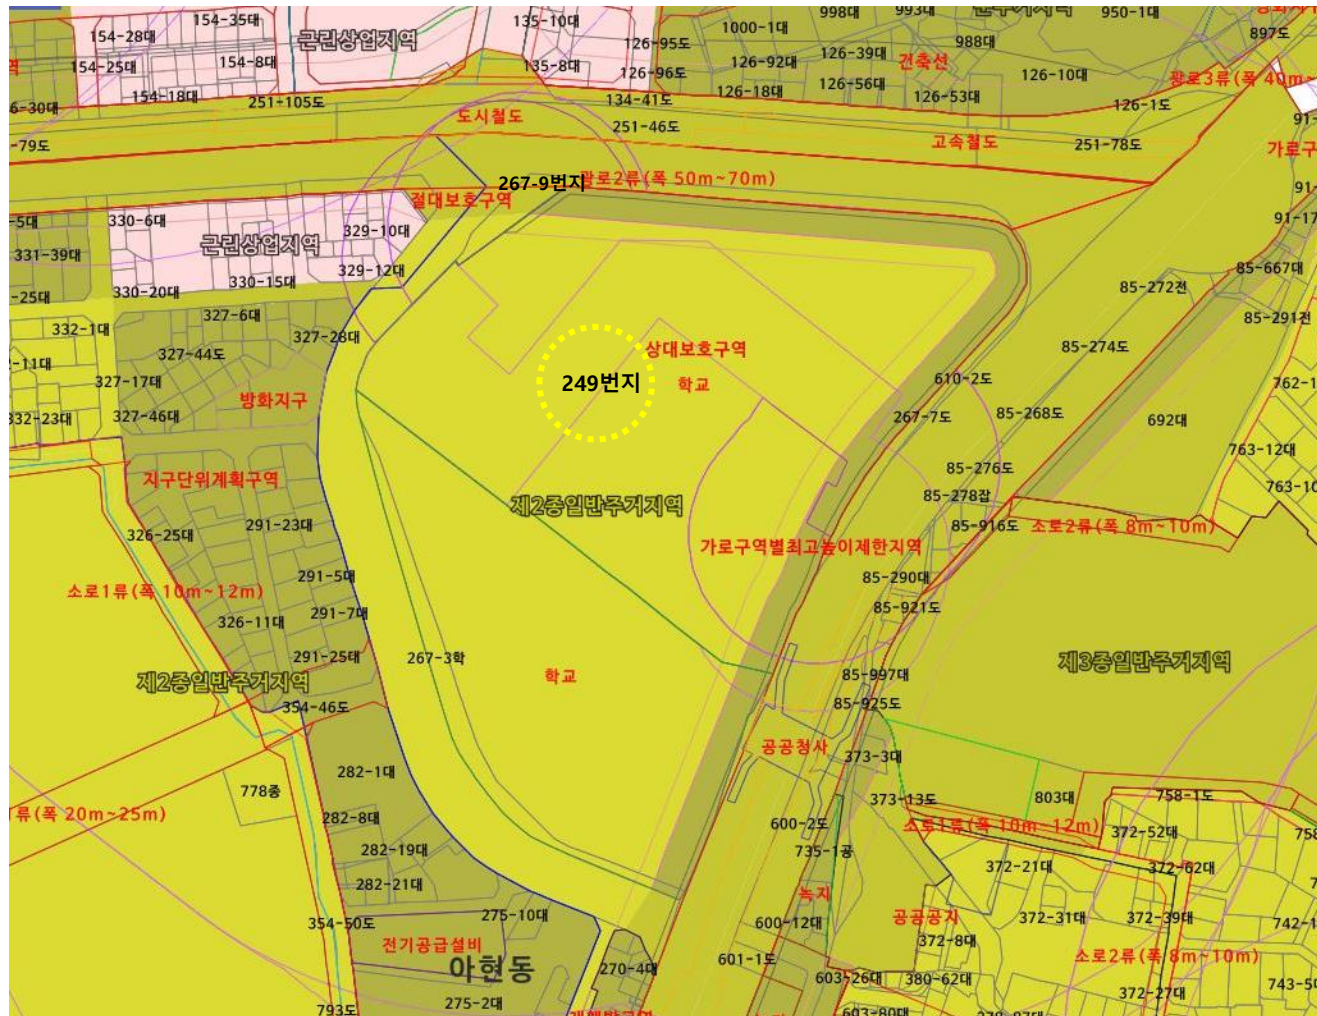 154-35대
135-10대
998대
993대
950-1대
154-28대
근린상업지역
126-95도
1000-1대
988대
897도
154-25대
154-8대
135-8대
126-96도
126-92대
126-39대
건축선
126-10대
광로3류(폭 40m~
6-30대
154-18대
251+105도
134-41도
126-18대
126-56대
126-53대
126-1도
도시철도
251-46도
고속철도
251-78도
91-
-79도
가로구
267-9번지
광로2류(폭 50m~70m)
91-
절대보호구역
-5대
330-6대
329-10대
91-17
331-39대
근린상업지역
329-12대
85-667대
-25대
330-20대
330-15대
85-272전
332-1대
327-6대
327-28대
85-291전
-11대
327-44도
상대보호구역
85-274도
327-17대
249번지
학교
610-2도
762-1
332-23대
327-46대
방화지구
267-7도
85-268도
692대
763-12대
지구단위계획구역
85-276도
763-10
제2종일반주거지역
85-278잡
326-25대
291-23대
85-916도
소로2류(폭 8m~10m)
가로구역별최고높이제한지역
소로1류(폭 10m~12m)
291-5대
85-290대
326-11대
291-7대
85-921도
291-25대
267-3학
학교
85-997대
제3종일반주거지역
제2종일반주거지역
354-46도
85-925도
공공청사
373-3대
282-1대
778종
373-13도
803대
758-1도
류(폭 20m~25m)
282-8대
600-2도
소로1류(폭 10m~12m)
372-52대
758
282-19대
735-1공
372-21대
372-62대
282-21대
녹지
354-50도
275-10대
600-12대
공공공지
372-31대
372-39대
742-1
전기공급설비
372-8대
아현동
270-4대
601-1도
603-26대
380-62대
소로2류(폭 8m~10m)
275-2대
372-27대
743-5
793도
603-80대